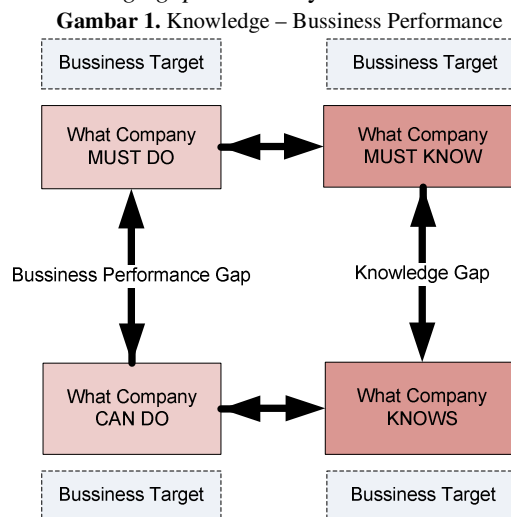 Gambar 1. Knowledge – Bussiness Performance
Bussiness Target
Bussiness Target
What Company
MUST DO
What Company
MUST KNOW
Bussiness Performance Gap
Knowledge Gap
What Company
CAN DO
What Company
KNOWS
Bussiness Target
Bussiness Target